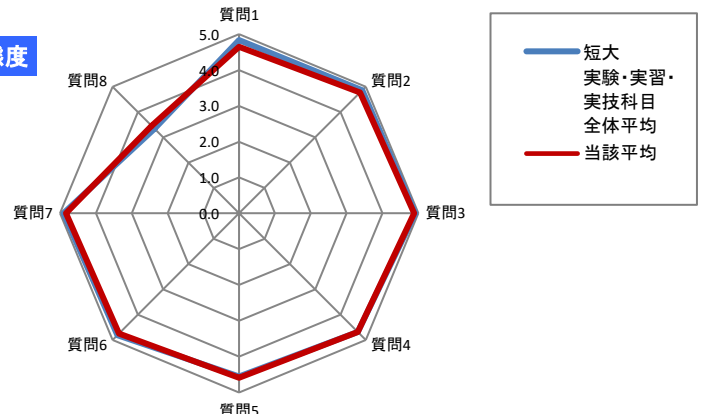 態度
質問1
質問2
質問3
質問4
質問5
質問6
質問7
質問8
5.0
4.0
3.0
2.0
1.0
0.0
短大
実験・実習・
実技科目
全体平均
当該平均